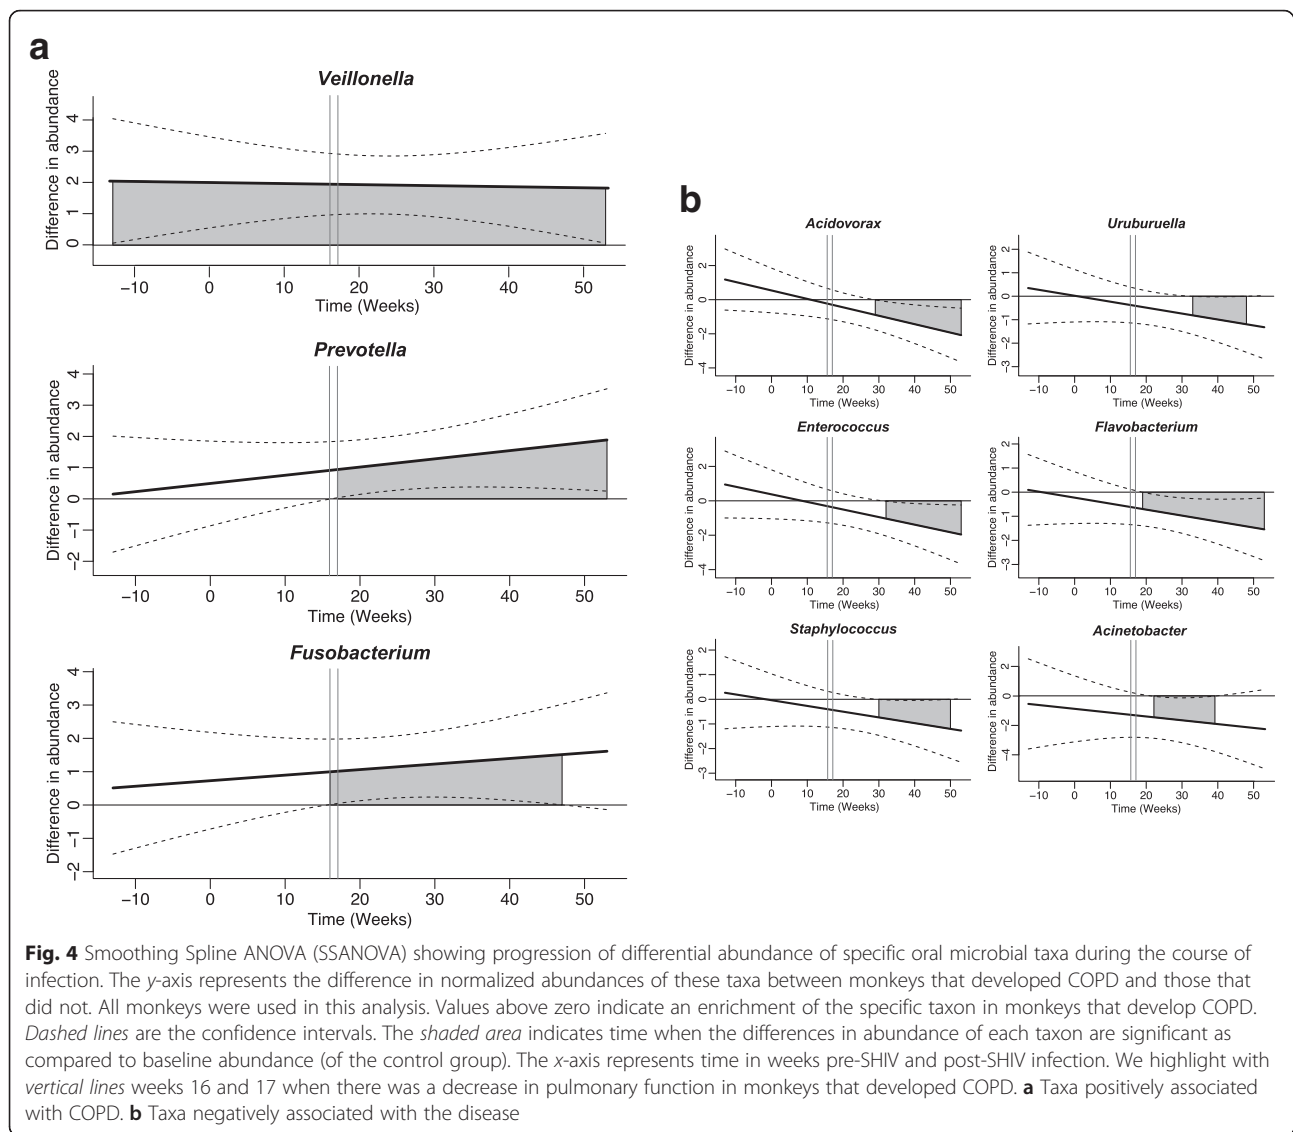 a
Veillonella
Difference in abundance
0 1 2 3 4
−10 0 10 20 30 40 50
Time (Weeks)
Prevotella
Difference in abundance
−2 −1 0 1 2 3 4
−10 0 10 20 30 40 50
Time (Weeks)
Fusobacterium
Difference in abundance
−2 −1 0 1 2 3 4
−10 0 10 20 30 40 50
Time (Weeks)
b
Acidovorax
Difference in abundance
−4 −2 0 2
−10 0 10 20 30 40 50
Time (Weeks)
Uruburuella
Difference in abundance
−3 −2 −1 0 1 2
−10 0 10 20 30 40 50
Time (Weeks)
Enterococcus
Difference in abundance
−4 −2 0 2
−10 0 10 20 30 40 50
Time (Weeks)
Flavobacterium
Difference in abundance
−3 −2 −1 0 1 2
−10 0 10 20 30 40 50
Time (Weeks)
Staphylococcus
Difference in abundance
−3 −2 −1 0 1 2
−10 0 10 20 30 40 50
Time (Weeks)
Acinetobacter
Difference in abundance
−4 −2 0 2
−10 0 10 20 30 40 50
Time (Weeks)
Fig. 4 Smoothing Spline ANOVA (SSANOVA) showing progression of differential abundance of specific oral microbial taxa during the course of
infection. The y-axis represents the difference in normalized abundances of these taxa between monkeys that developed COPD and those that
did not. All monkeys were used in this analysis. Values above zero indicate an enrichment of the specific taxon in monkeys that develop COPD.
Dashed lines are the confidence intervals. The shaded area indicates time when the differences in abundance of each taxon are significant as
compared to baseline abundance (of the control group). The x-axis represents time in weeks pre-SHIV and post-SHIV infection. We highlight with
vertical lines weeks 16 and 17 when there was a decrease in pulmonary function in monkeys that developed COPD. a Taxa positively associated
with COPD. b Taxa negatively associated with the disease